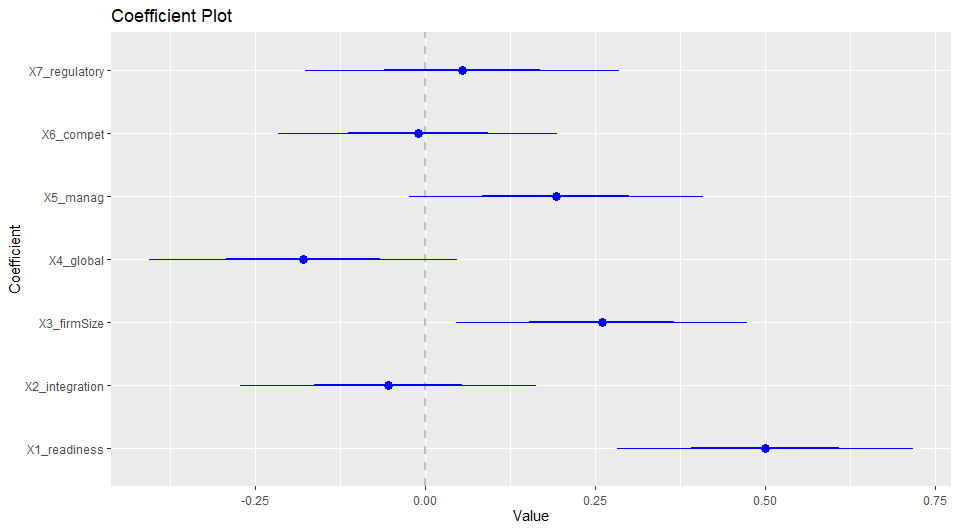 Coefficient Plot
Coefficient
X7_regulatory
X6_compet
X5_manag
X4_global
X3_firmSize
X2_integration
X1_readiness
-0.25 0.00 0.25 0.50 0.75
Value